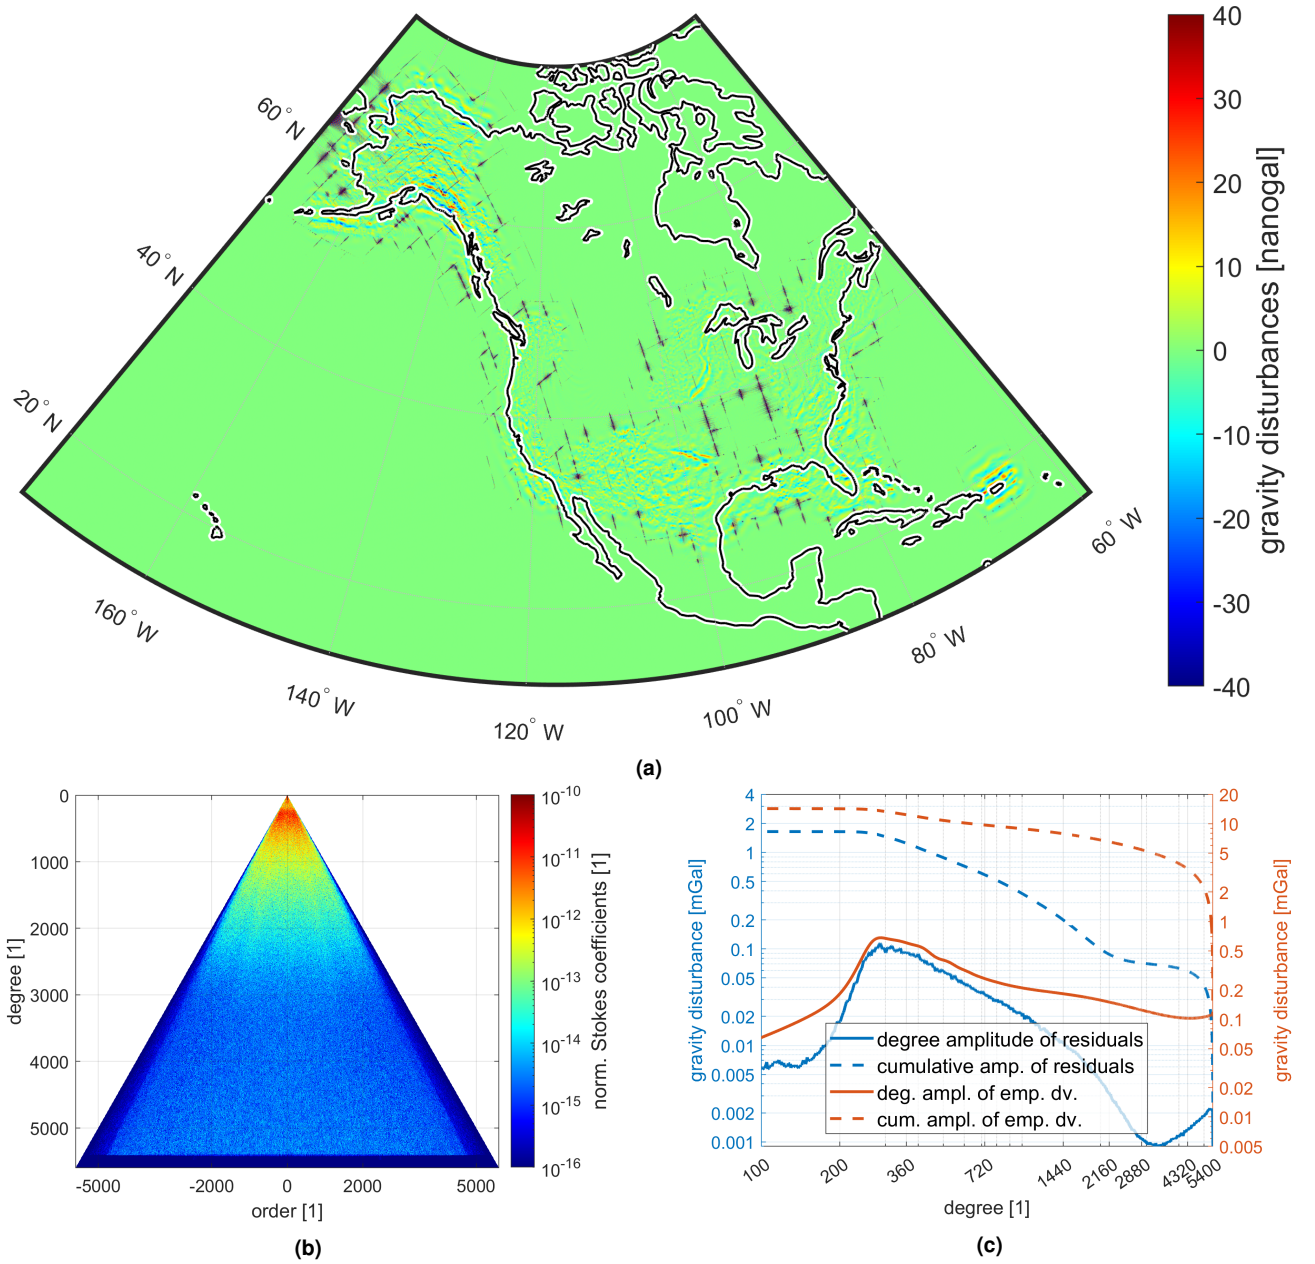 60° N
40° N
20° N
160° W
140° W
120° W
100° W
80° W
60° W
40
30
20
10
0
-10
-20
-30
-40
gravity disturbances [nanogal]
(a)
0
1000
2000
3000
4000
5000
degree [1]
-5000
-2000
0
2000
5000
order [1]
10^-10
10^-11
10^-12
10^-13
10^-14
10^-15
10^-16
norm. Stokes coefficients [1]
(b)
4
2
1
0.5
0.2
0.1
0.05
0.02
0.01
0.005
0.002
0.001
gravity disturbance [mGal]
degree amplitude of residuals
cumulative amp. of residuals
deg. ampl. of emp. dv.
cum. ampl. of emp. dv.
20
10
5
2
1
0.5
0.2
0.1
0.05
0.02
0.01
0.005
gravity disturbance [mGal]
100
200
360
720
1440
2160
2880
4320
5400
degree [1]
(c)